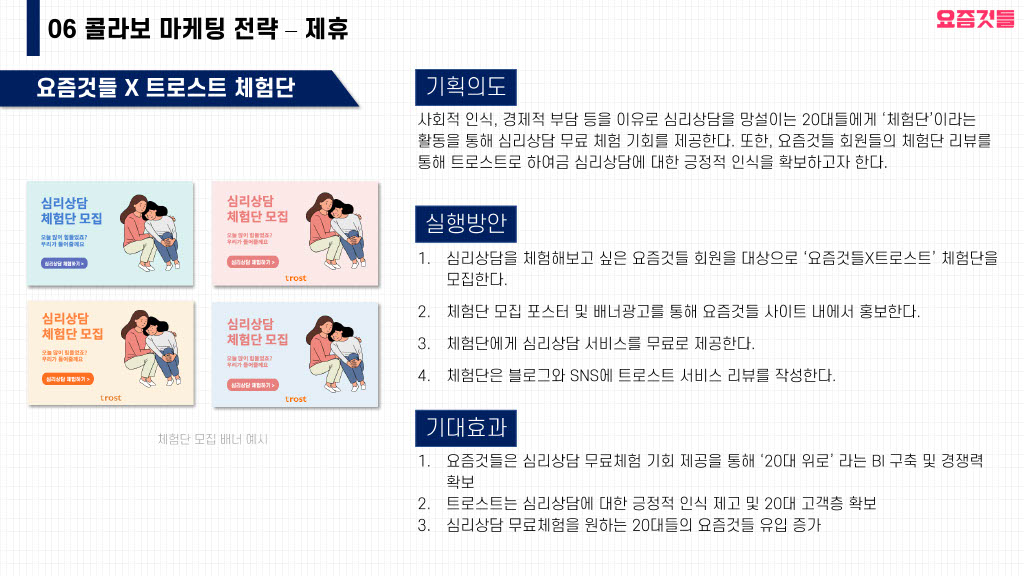 06 콜라보 마케팅 전략 – 제휴
요즘것들
요즘것들 X 트로스트 체험단
심리상담
체험단 모집
오늘 많이 힘들었죠?
우리가 들어줄게요
심리상담 체험하기 >
심리상담
체험단 모집
오늘 많이 힘들었죠?
우리가 들어줄게요
심리상담 체험하기 >
trost
심리상담
체험단 모집
오늘 많이 힘들었죠?
우리가 들어줄게요
심리상담 체험하기 >
trost
심리상담
체험단 모집
오늘 많이 힘들었죠?
우리가 들어줄게요
심리상담 체험하기 >
trost
체험단 모집 배너 예시
기획의도
사회적 인식, 경제적 부담 등을 이유로 심리상담을 망설이는 20대들에게 ‘체험단’이라는
활동을 통해 심리상담 무료 체험 기회를 제공한다. 또한, 요즘것들 회원들의 체험단 리뷰를
통해 트로스트로 하여금 심리상담에 대한 긍정적 인식을 확보하고자 한다.
실행방안
1. 심리상담을 체험해보고 싶은 요즘것들 회원을 대상으로 ‘요즘것들X트로스트’ 체험단을
모집한다.
2. 체험단 모집 포스터 및 배너광고를 통해 요즘것들 사이트 내에서 홍보한다.
3. 체험단에게 심리상담 서비스를 무료로 제공한다.
4. 체험단은 블로그와 SNS에 트로스트 서비스 리뷰를 작성한다.
기대효과
1. 요즘것들은 심리상담 무료체험 기회 제공을 통해 ‘20대 위로’ 라는 BI 구축 및 경쟁력
확보
2. 트로스트는 심리상담에 대한 긍정적 인식 제고 및 20대 고객층 확보
3. 심리상담 무료체험을 원하는 20대들의 요즘것들 유입 증가